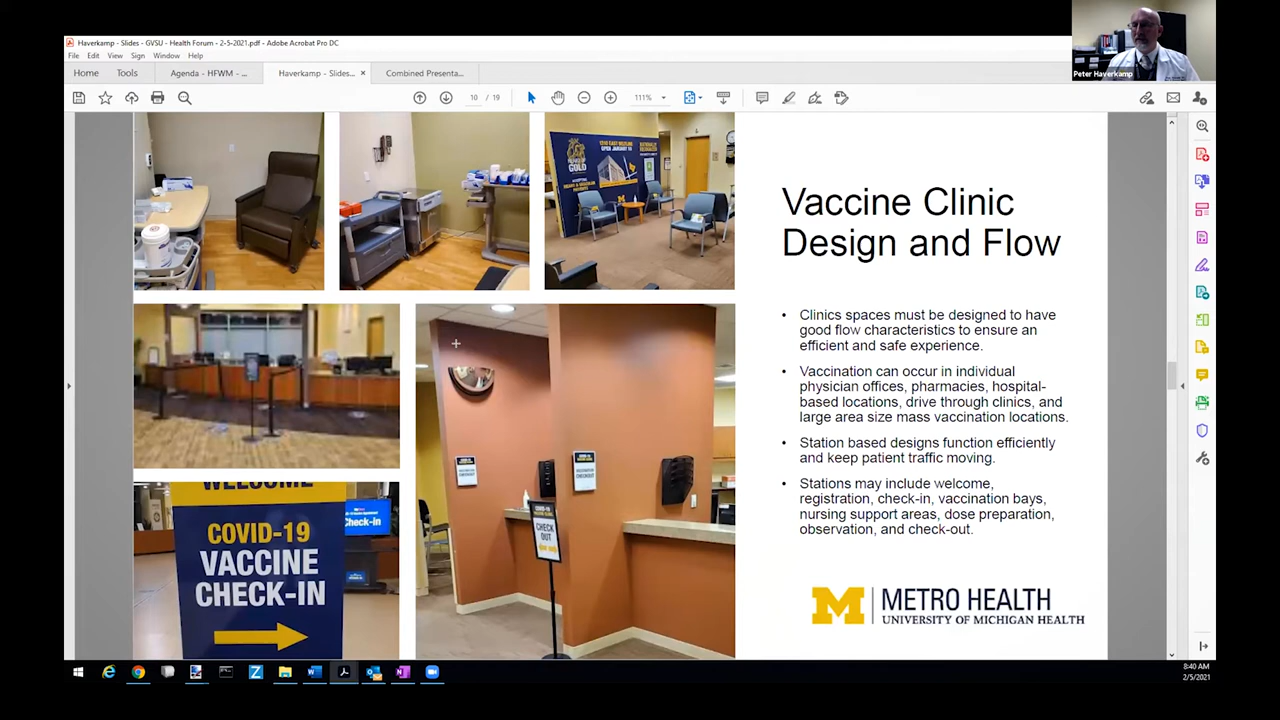 Haverkamp - Slides - GVSU - Health Forum - 2-5-2021.pdf - Adobe Acrobat Pro DC
File Edit View Sign Window Help
Home Tools Agenda - HFWM - ... Haverkamp - Slides... × Combined Presenta...
10 / 19 111%
Peter Haverkamp
Vaccine Clinic
Design and Flow
• Clinics spaces must be designed to have
good flow characteristics to ensure an
efficient and safe experience.
• Vaccination can occur in individual
physician offices, pharmacies, hospital-
based locations, drive through clinics, and
large area size mass vaccination locations.
• Station based designs function efficiently
and keep patient traffic moving.
• Stations may include welcome,
registration, check-in, vaccination bays,
nursing support areas, dose preparation,
observation, and check-out.
M METRO HEALTH
UNIVERSITY OF MICHIGAN HEALTH
GOLD
CHECK
OUT
WELCOME
COVID-19
VACCINE
CHECK-IN
Check-in
8:40 AM
2/5/2021